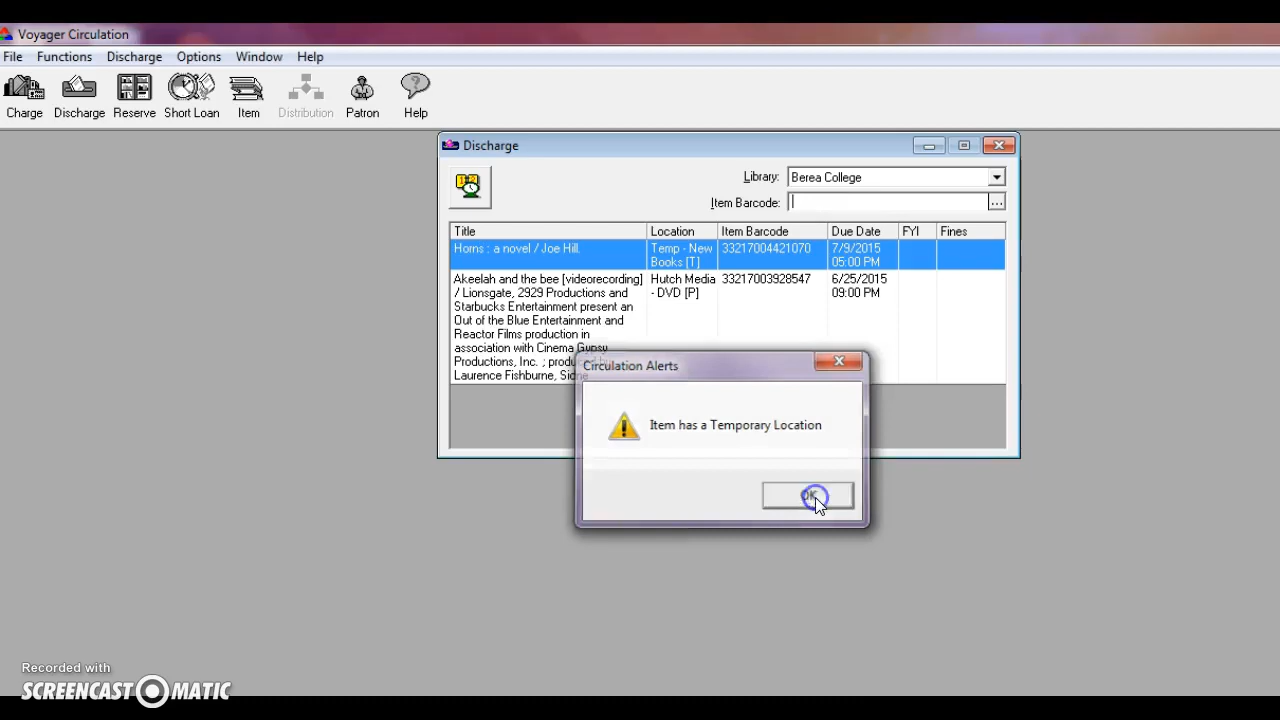 Voyager Circulation
File Functions Discharge Options Window Help
Charge Discharge Reserve Short Loan Item Distribution Patron Help
Discharge
Library: Berea College
Item Barcode:
Title Location Item Barcode Due Date FYI Fines
Horns : a novel / Joe Hill. Temp - New 33217004421070 7/9/2015
Books [T] 05:00 PM
Akeelah and the bee [videorecording] Hutch Media 33217003928547 6/25/2015
/ Lionsgate, 2929 Productions and - DVD [P] 09:00 PM
Starbucks Entertainment present an
Out of the Blue Entertainment and
Reactor Films production in
association with Cinema Gypsy
Productions, Inc. ;
Laurence Fishburne,
Circulation Alerts
Item has a Temporary Location
OK
Recorded with
SCREENCAST MATIC